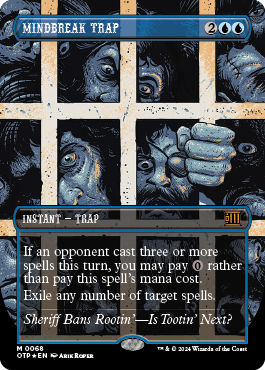 MINDBREAK TRAP 2
INSTANT – TRAP
If an opponent cast three or more
spells this turn, you may pay 0 rather
than pay this spell's mana cost.
Exile any number of target spells.
Sheriff Bans Rootin'—Is Tootin' Next?
M 0068
OTP ★ EN ARIK ROPER
™ & © 2024 Wizards of the Coast